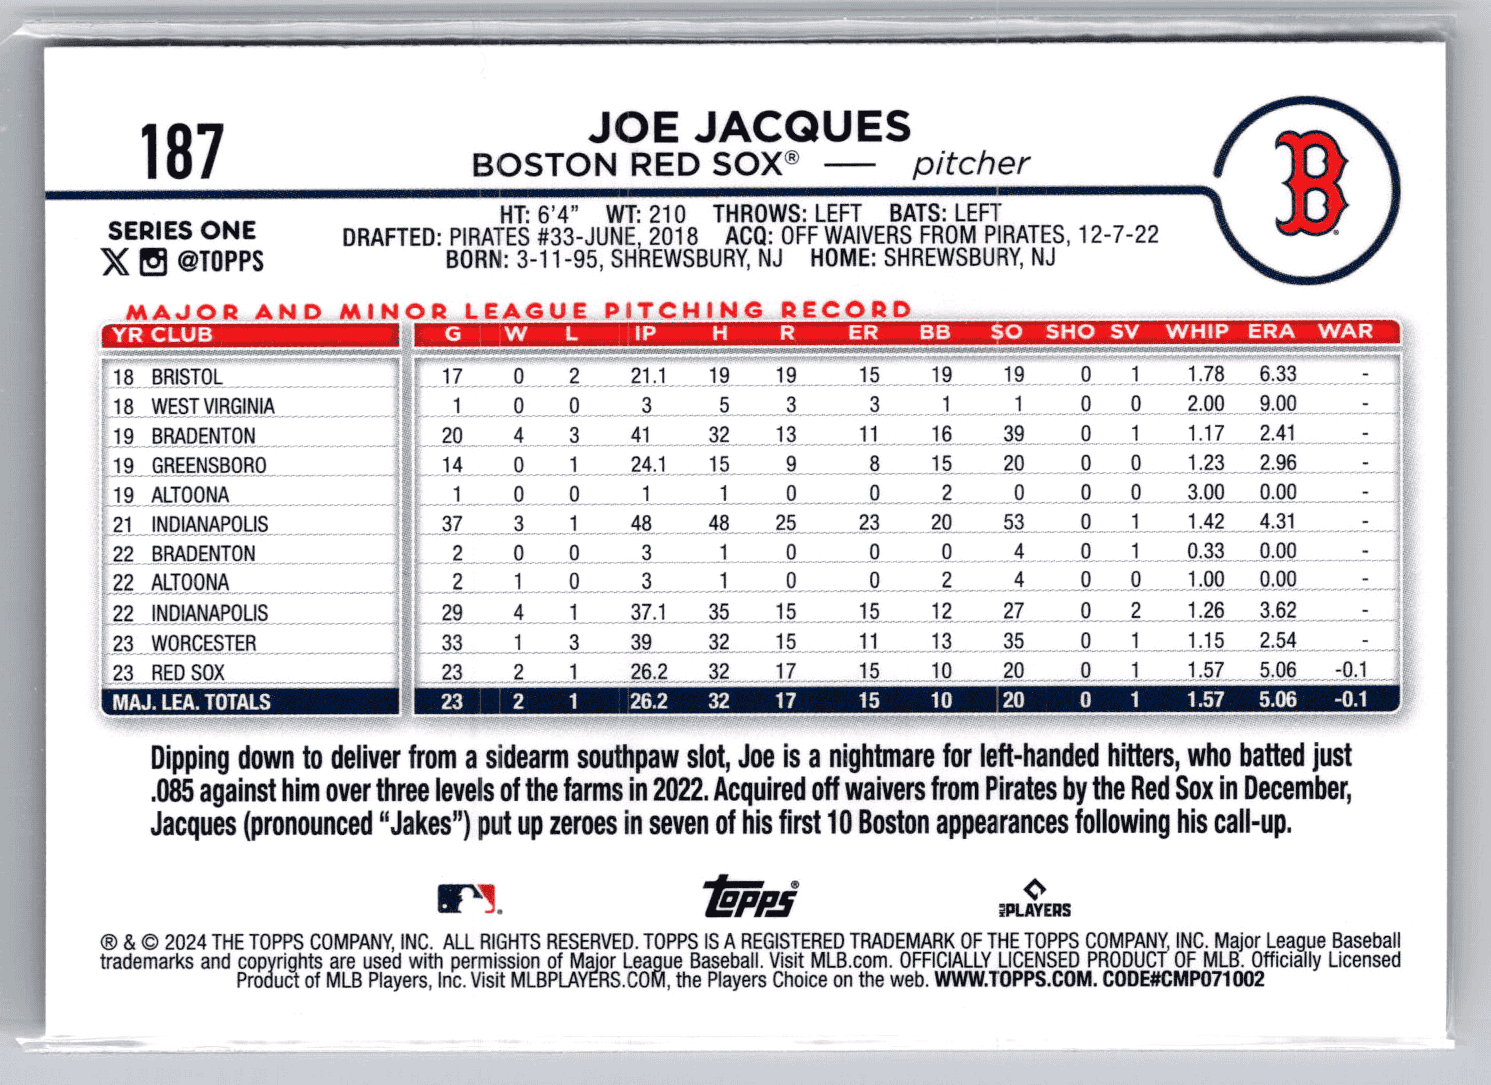 187
JOE JACQUES
BOSTON RED SOX® — pitcher
B
SERIES ONE
X @TOPPS
HT: 6'4" WT: 210 THROWS: LEFT BATS: LEFT
DRAFTED: PIRATES #33-JUNE, 2018 ACQ: OFF WAIVERS FROM PIRATES, 12-7-22
BORN: 3-11-95, SHREWSBURY, NJ HOME: SHREWSBURY, NJ
MAJOR AND MINOR LEAGUE PITCHING RECORD
YR CLUB G W L IP H R ER BB SO SHO SV WHIP ERA WAR
18 BRISTOL 17 0 2 21.1 19 19 15 19 19 0 1 1.78 6.33 -
18 WEST VIRGINIA 1 0 0 3 5 3 3 1 1 0 0 2.00 9.00 -
19 BRADENTON 20 4 3 41 32 13 11 16 39 0 1 1.17 2.41 -
19 GREENSBORO 14 0 1 24.1 15 9 8 15 20 0 0 1.23 2.96 -
19 ALTOONA 1 0 0 1 1 0 0 2 0 0 0 3.00 0.00 -
21 INDIANAPOLIS 37 3 1 48 48 25 23 20 53 0 1 1.42 4.31 -
22 BRADENTON 2 0 0 3 1 0 0 0 4 0 1 0.33 0.00 -
22 ALTOONA 2 1 0 3 1 0 0 2 4 0 0 1.00 0.00 -
22 INDIANAPOLIS 29 4 1 37.1 35 15 15 12 27 0 2 1.26 3.62 -
23 WORCESTER 33 1 3 39 32 15 11 13 35 0 1 1.15 2.54 -
23 RED SOX 23 2 1 26.2 32 17 15 10 20 0 1 1.57 5.06 -0.1
MAJ. LEA. TOTALS 23 2 1 26.2 32 17 15 10 20 0 1 1.57 5.06 -0.1
Dipping down to deliver from a sidearm southpaw slot, Joe is a nightmare for left-handed hitters, who batted just
.085 against him over three levels of the farms in 2022. Acquired off waivers from Pirates by the Red Sox in December,
Jacques (pronounced “Jakes”) put up zeroes in seven of his first 10 Boston appearances following his call-up.
Topps®
MLB PLAYERS
® & © 2024 THE TOPPS COMPANY, INC. ALL RIGHTS RESERVED. TOPPS IS A REGISTERED TRADEMARK OF THE TOPPS COMPANY, INC. Major League Baseball
trademarks and copyrights are used with permission of Major League Baseball. Visit MLB.com. OFFICIALLY LICENSED PRODUCT OF MLB. Officially Licensed
Product of MLB Players, Inc. Visit MLBPLAYERS.COM, the Players Choice on the web. WWW.TOPPS.COM. CODE#CMP071002